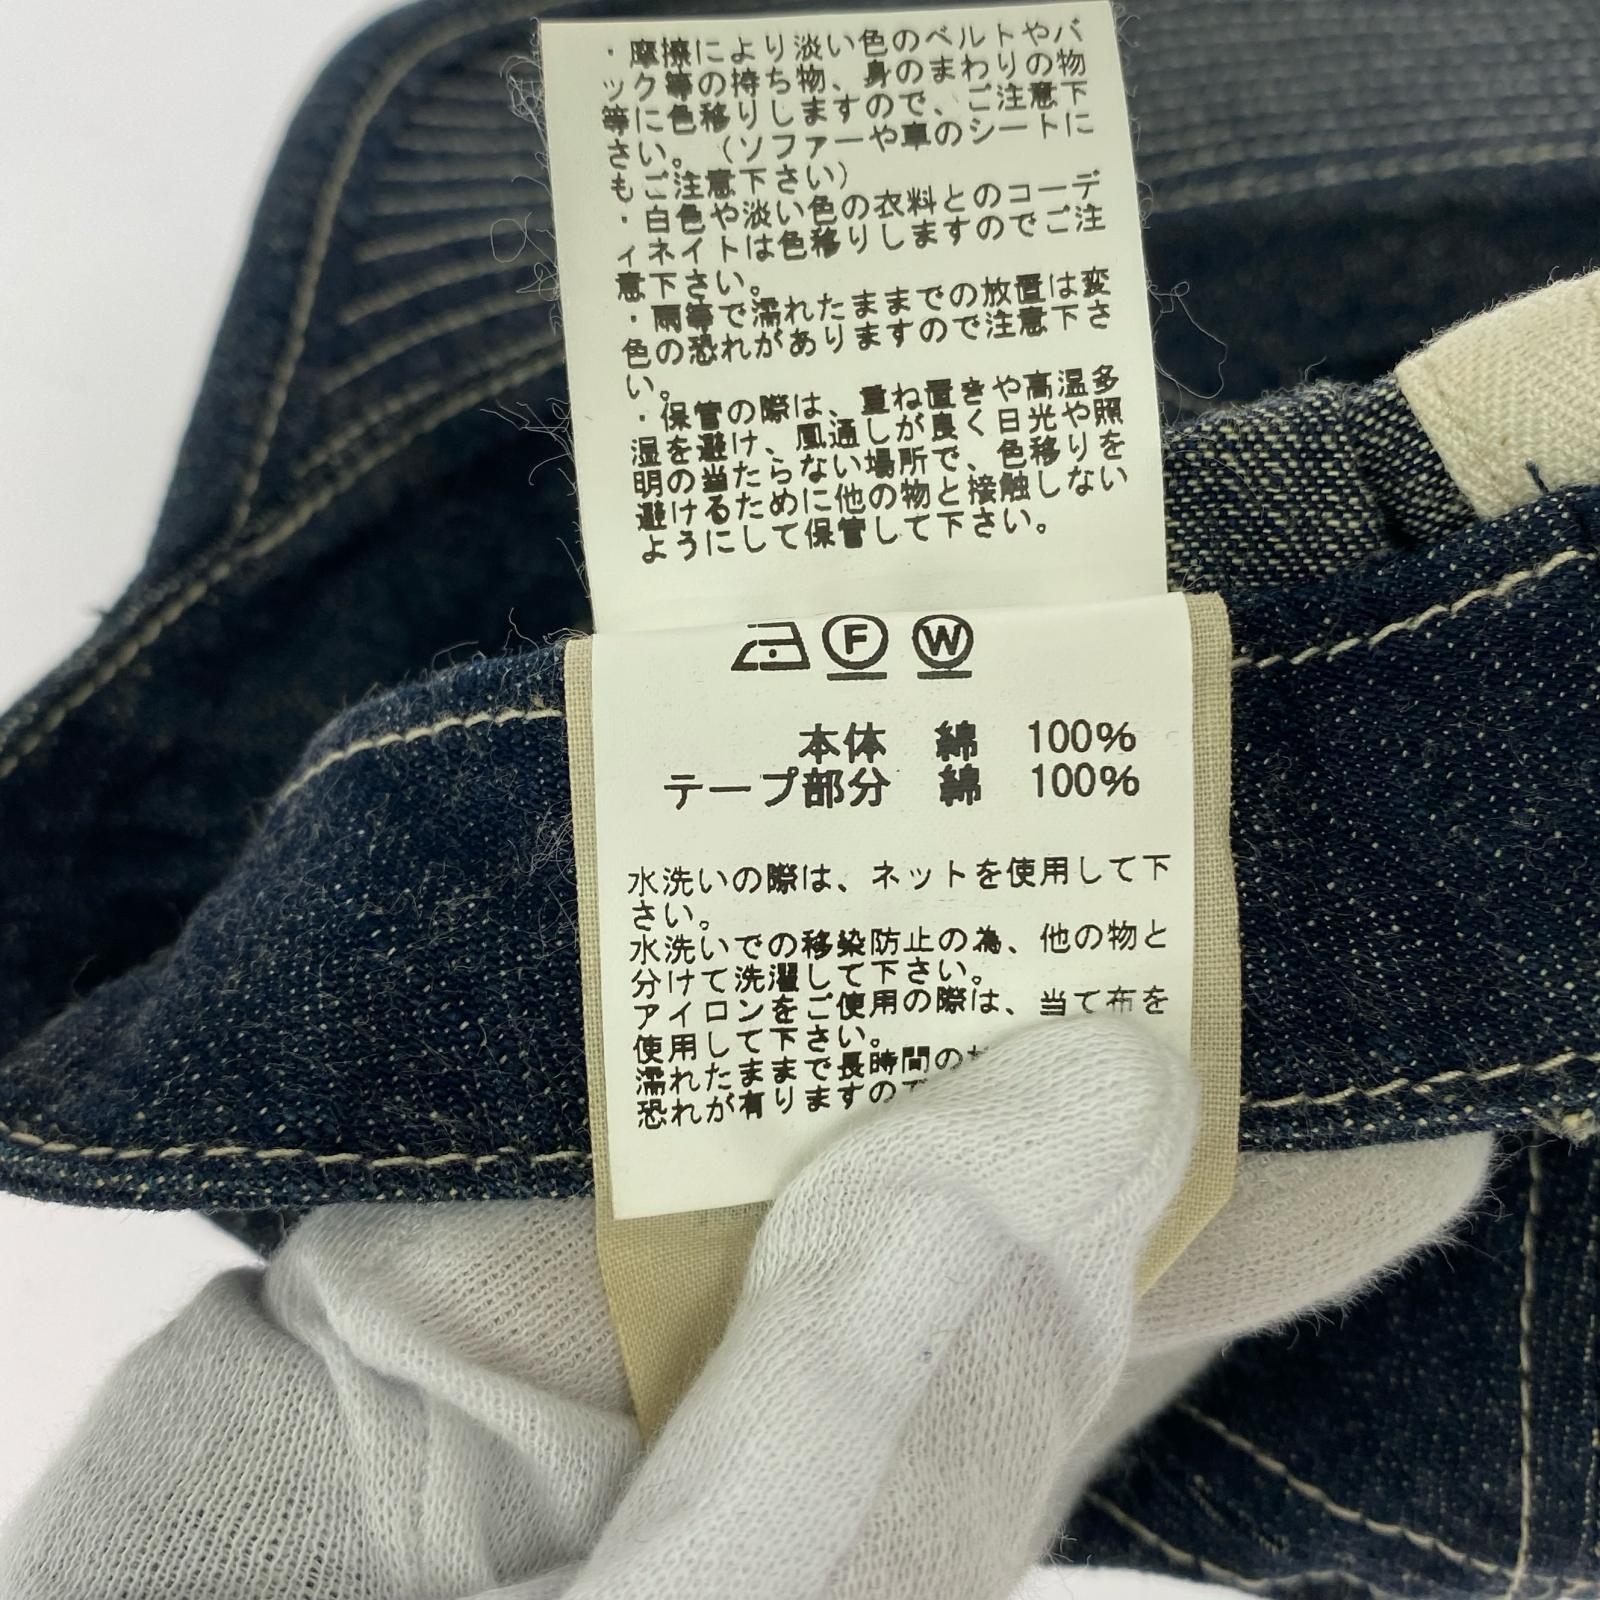 ・摩擦により淡い色のベルトやバ
ック等の持ち物、身のまわりの物
等に色移りしますので、ご注意下
さい。（ソファーや車のシートに
もご注意下さい）
・白色や淡い色の衣料とのコーデ
ィネイトは色移りしますのでご注
意下さい。
・雨等で濡れたままでの放置は変
色の恐れがありますので注意下さ
い。
・保管の際は、重ね置きや高温多
湿を避け、風通しが良く日光や照
明の当たらない場所で、色移りを
避けるために他の物と接触しない
ようにして保管して下さい。
F W
本体 綿 100%
テープ部分 綿 100%
水洗いの際は、ネットを使用して下
さい。
水洗いでの移染防止の為、他の物と
分けて洗濯して下さい。
アイロンをご使用の際は、当て布を
使用して下さい。
濡れたままで長時間の
恐れが有りますので